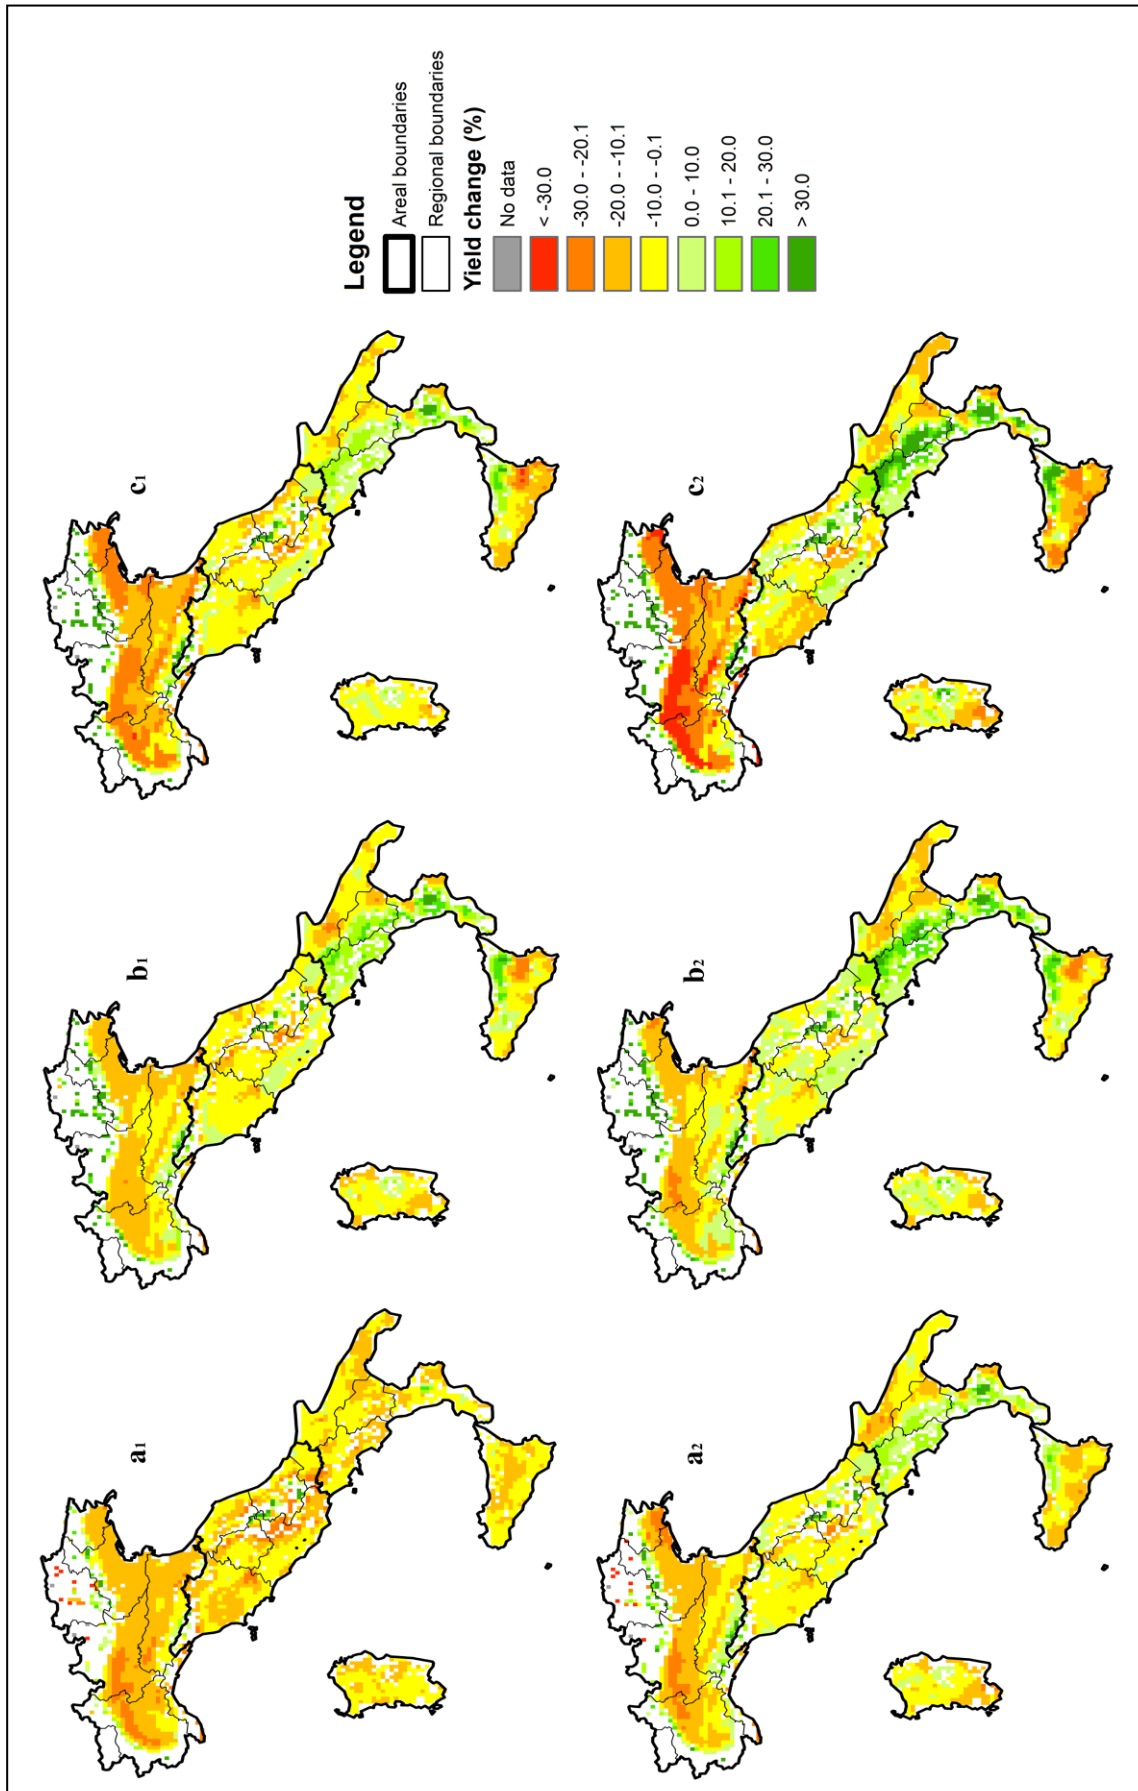 a1
b1
c1
a2
b2
c2
Legend
Areal boundaries
Regional boundaries
Yield change (%)
No data
< -30.0
-30.0 - -20.1
-20.0 - -10.1
-10.0 - -0.1
0.0 - 10.0
10.1 - 20.0
20.1 - 30.0
> 30.0